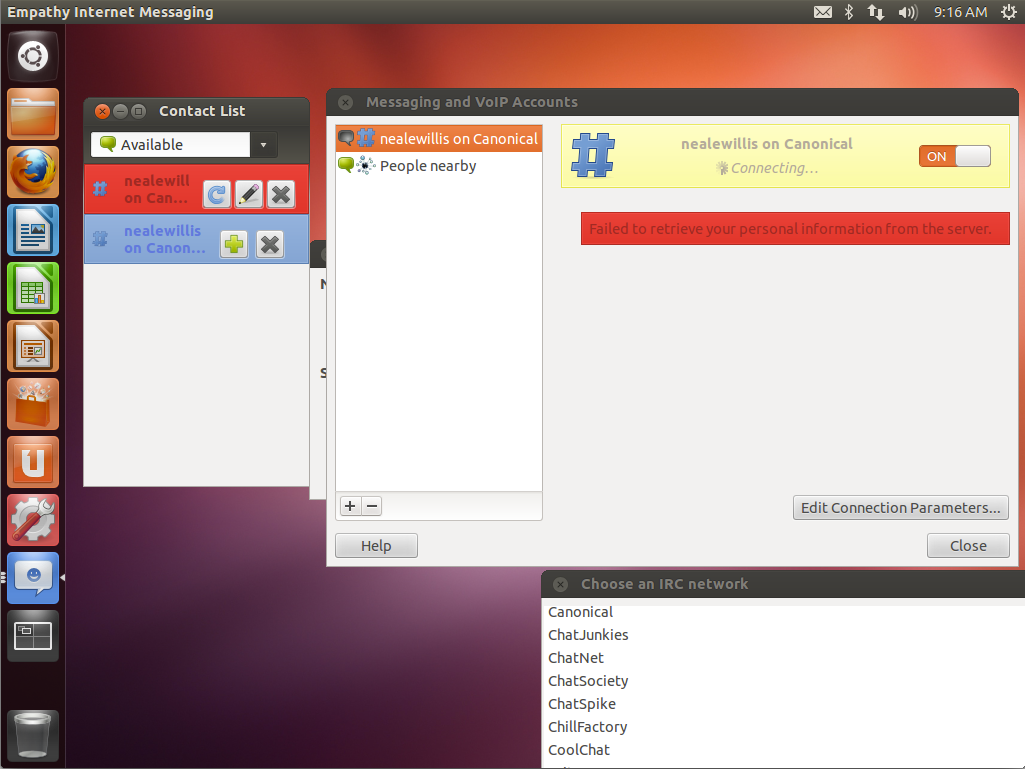 Empathy Internet Messaging
9:16 AM
Contact List
Available
nealewill
on Can...
nealewillis
on Canon...
Messaging and VoIP Accounts
nealewillis on Canonical
People nearby
nealewillis on Canonical
Connecting...
ON
Failed to retrieve your personal information from the server.
Edit Connection Parameters...
Help
Close
Choose an IRC network
Canonical
ChatJunkies
ChatNet
ChatSociety
ChatSpike
ChillFactory
CoolChat